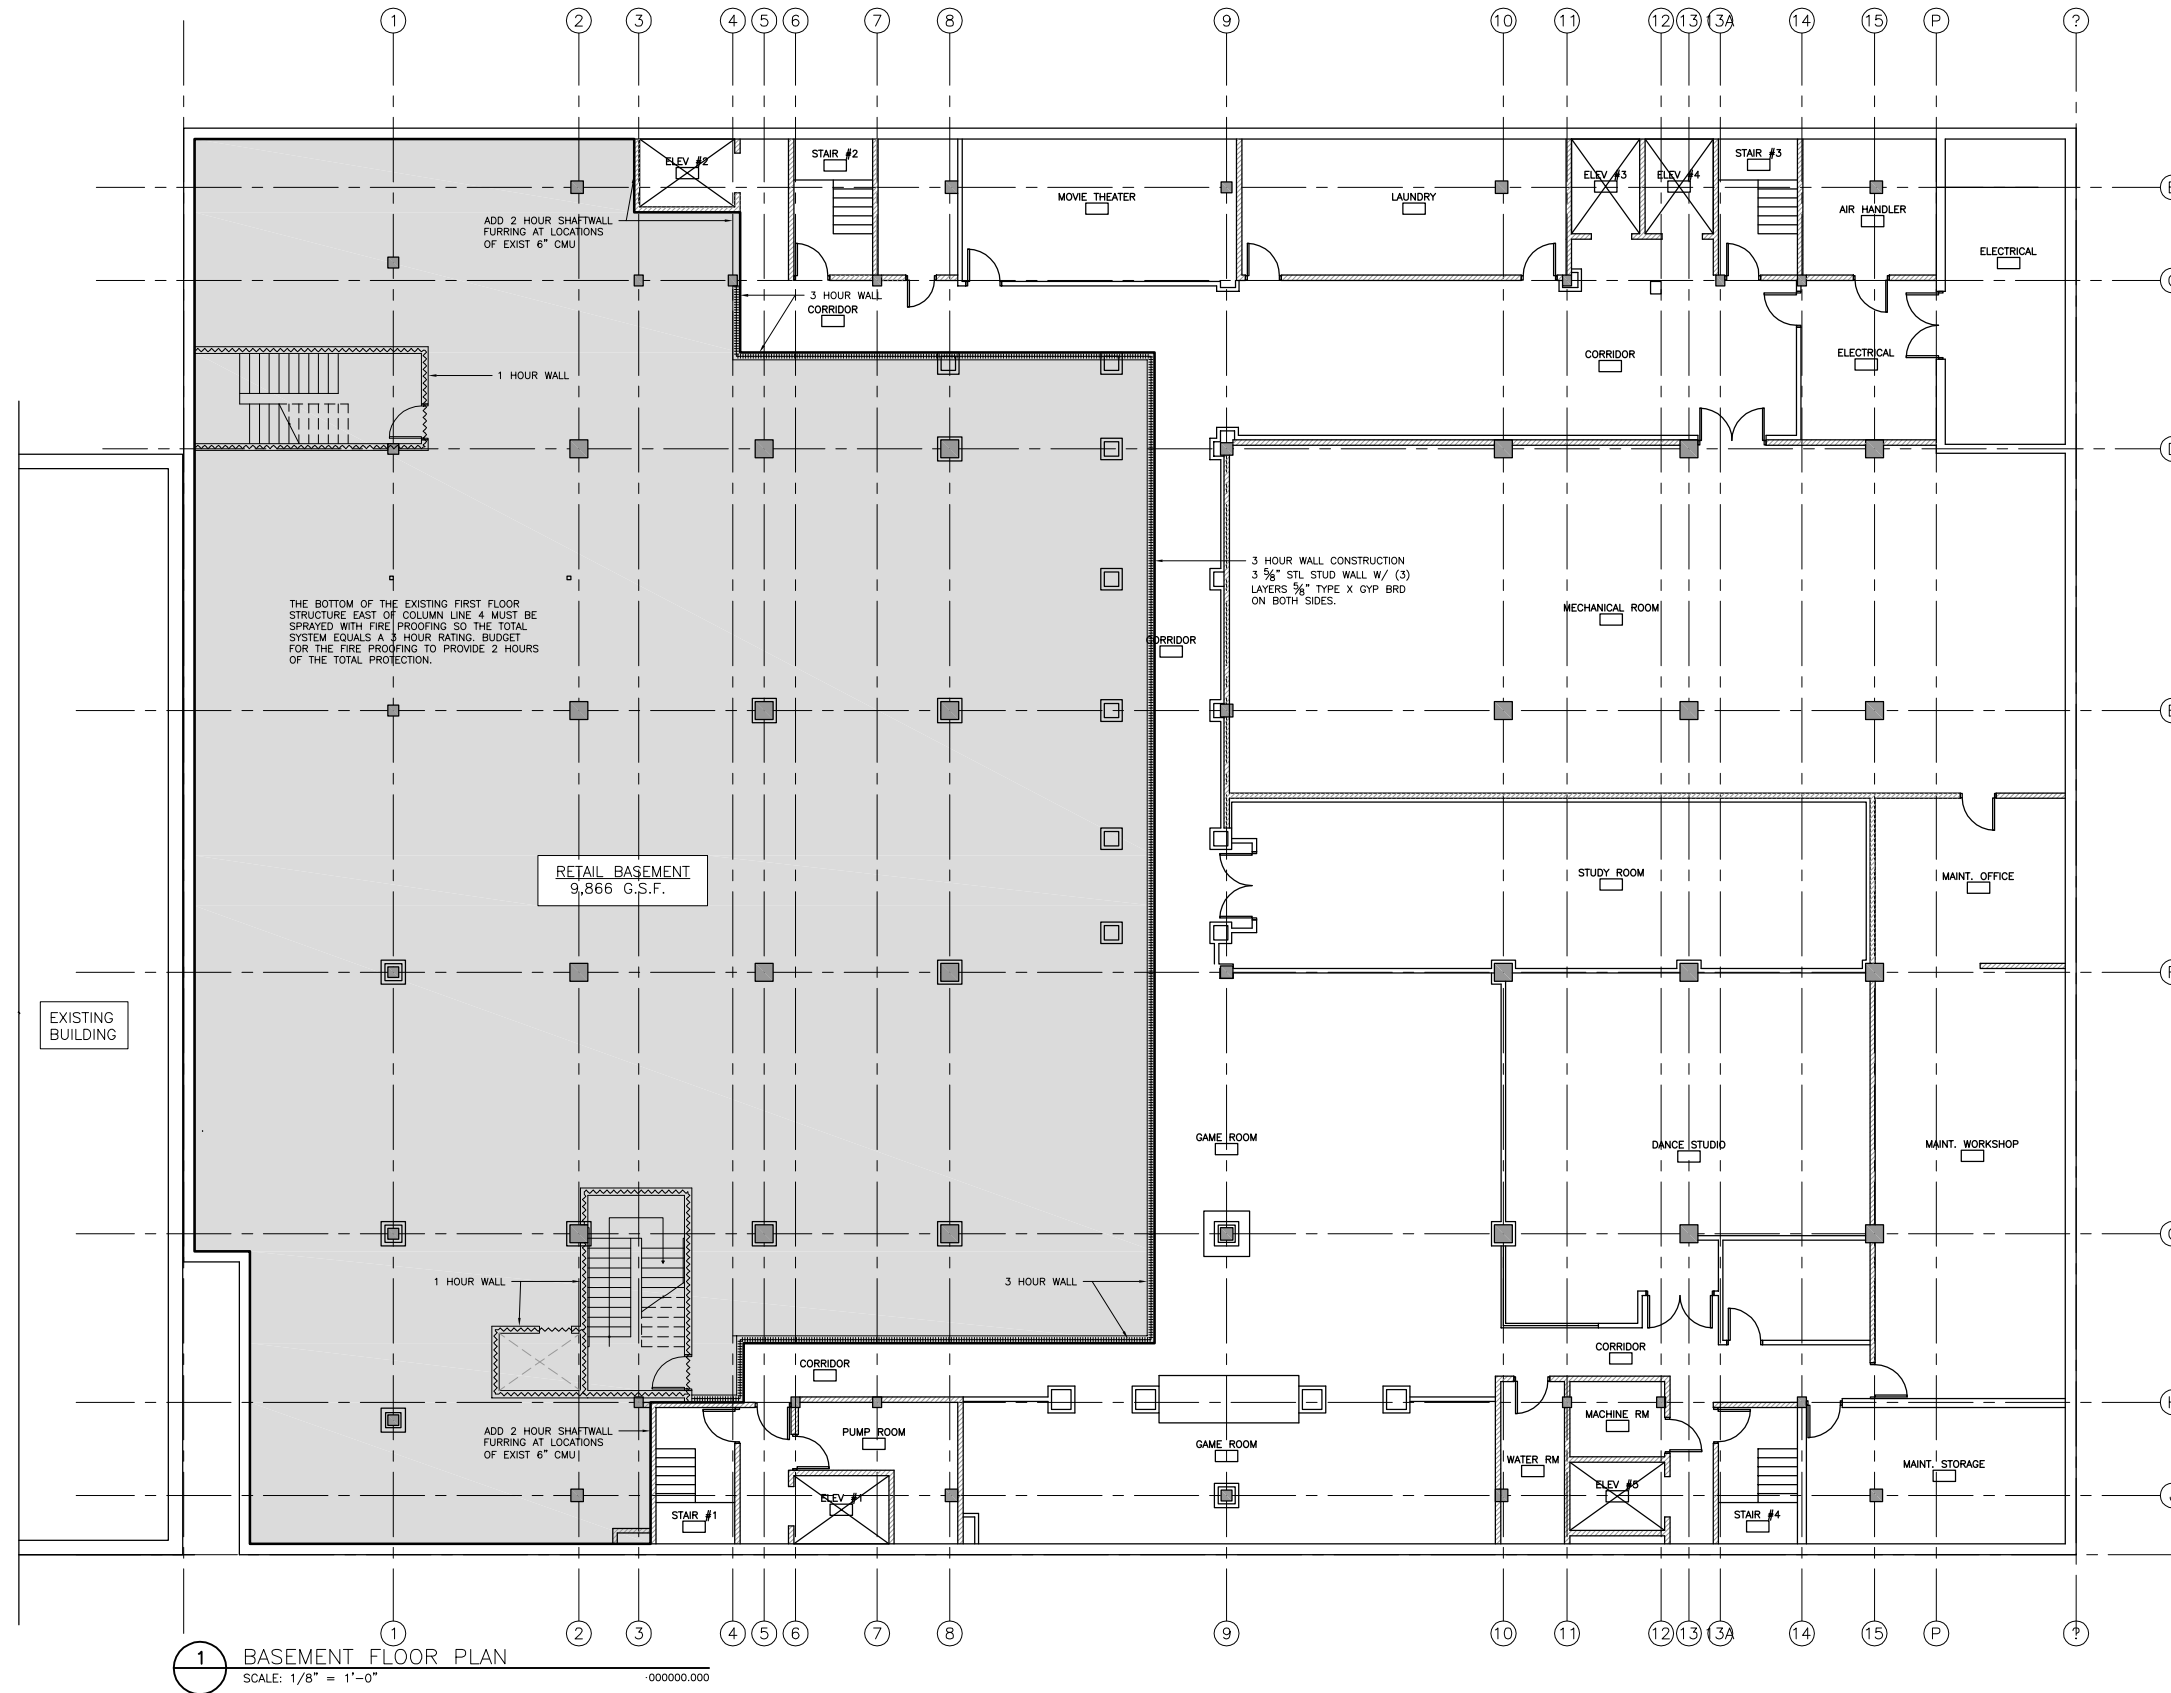 1
2
3
4
5
6
7
8
9
10
11
12
13
13A
14
15
P
?
ELEV #2
STAIR #2
MOVIE THEATER
LAUNDRY
ELEV #3
ELEV #4
STAIR #3
AIR HANDLER
ELECTRICAL
ADD 2 HOUR SHAFTWALL
FURRING AT LOCATIONS
OF EXIST 6" CMU
3 HOUR WALL
CORRIDOR
1 HOUR WALL
CORRIDOR
ELECTRICAL
3 HOUR WALL CONSTRUCTION
3 5/8" STL STUD WALL W/ (3)
LAYERS 5/8" TYPE X GYP BRD
ON BOTH SIDES.
THE BOTTOM OF THE EXISTING FIRST FLOOR
STRUCTURE EAST OF COLUMN LINE 4 MUST BE
SPRAYED WITH FIRE PROOFING SO THE TOTAL
SYSTEM EQUALS A 3 HOUR RATING. BUDGET
FOR THE FIRE PROOFING TO PROVIDE 2 HOURS
OF THE TOTAL PROTECTION.
CORRIDOR
MECHANICAL ROOM
RETAIL BASEMENT
9,866 G.S.F.
STUDY ROOM
MAINT. OFFICE
EXISTING
BUILDING
GAME ROOM
DANCE STUDIO
MAINT. WORKSHOP
1 HOUR WALL
3 HOUR WALL
CORRIDOR
CORRIDOR
ADD 2 HOUR SHAFTWALL
FURRING AT LOCATIONS
OF EXIST 6" CMU
PUMP ROOM
GAME ROOM
MACHINE RM
WATER RM
MAINT. STORAGE
ELEV #1
ELEV #5
STAIR #1
STAIR #4
1
2
3
4
5
6
7
8
9
10
11
12
13
13A
14
15
P
?
1
BASEMENT FLOOR PLAN
SCALE: 1/8" = 1'-0"
·000000.000